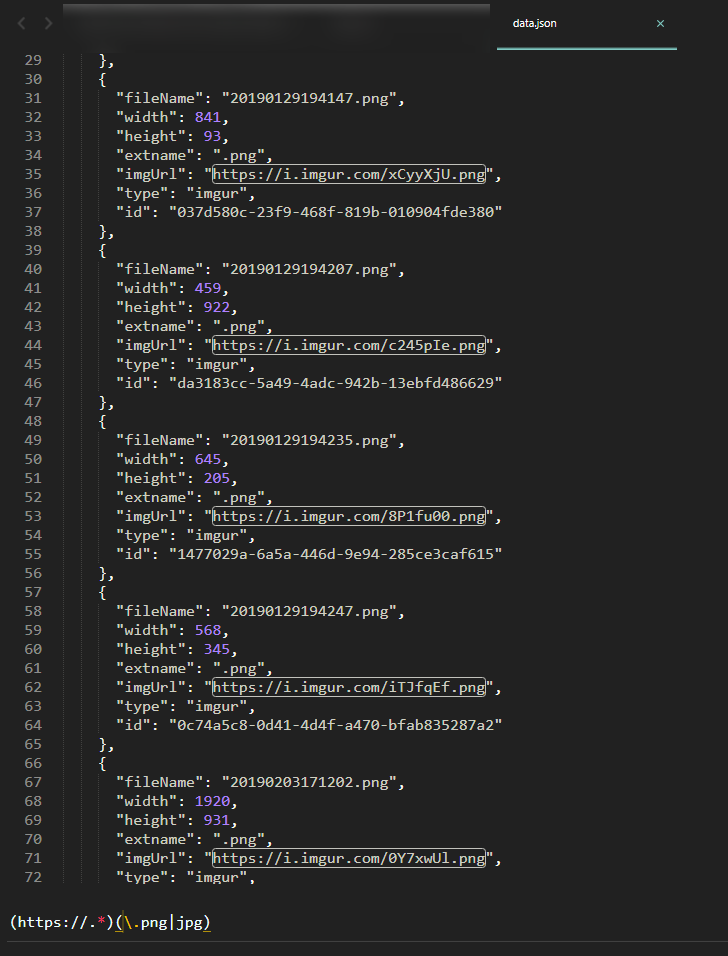 data.json ×
29 },
30 {
31 "fileName": "20190129194147.png",
32 "width": 841,
33 "height": 93,
34 "extname": ".png",
35 "imgUrl": "https://i.imgur.com/xCyyXjU.png",
36 "type": "imgur",
37 "id": "037d580c-23f9-468f-819b-010904fde380"
38 },
39 {
40 "fileName": "20190129194207.png",
41 "width": 459,
42 "height": 922,
43 "extname": ".png",
44 "imgUrl": "https://i.imgur.com/c245pIe.png",
45 "type": "imgur",
46 "id": "da3183cc-5a49-4adc-942b-13ebfd486629"
47 },
48 {
49 "fileName": "20190129194235.png",
50 "width": 645,
51 "height": 205,
52 "extname": ".png",
53 "imgUrl": "https://i.imgur.com/8P1fu00.png",
54 "type": "imgur",
55 "id": "1477029a-6a5a-446d-9e94-285ce3caf615"
56 },
57 {
58 "fileName": "20190129194247.png",
59 "width": 568,
60 "height": 345,
61 "extname": ".png",
62 "imgUrl": "https://i.imgur.com/iTJfqEf.png",
63 "type": "imgur",
64 "id": "0c74a5c8-0d41-4d4f-a470-bfab835287a2"
65 },
66 {
67 "fileName": "20190203171202.png",
68 "width": 1920,
69 "height": 931,
70 "extname": ".png",
71 "imgUrl": "https://i.imgur.com/0Y7xwUl.png",
72 "type": "imgur",
(https://.*)(\.png|jpg)